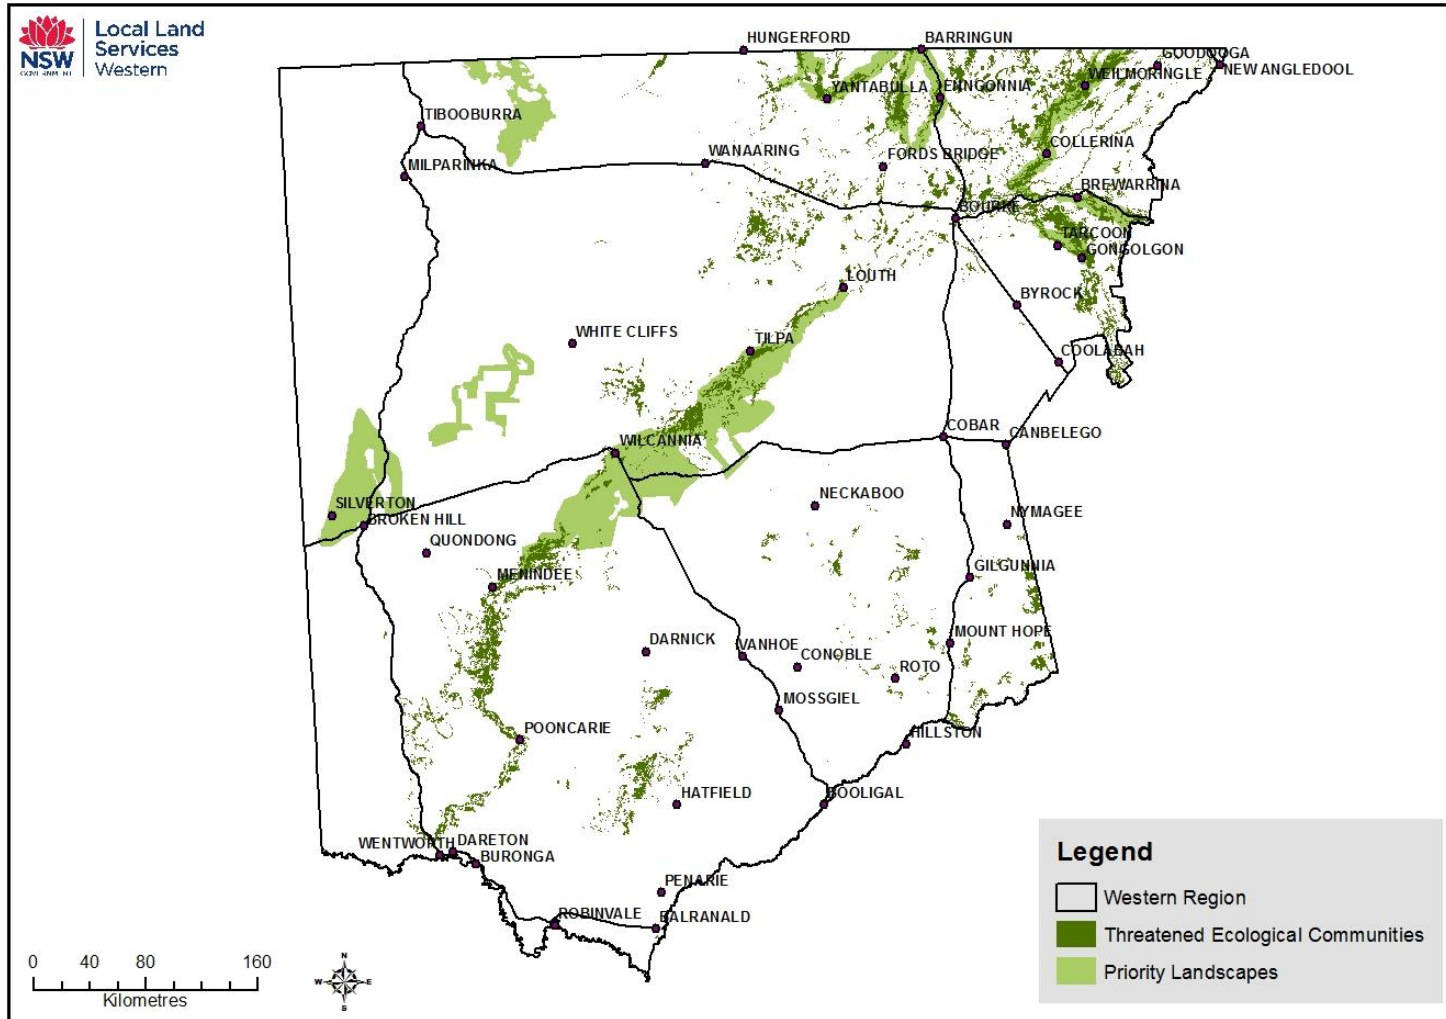 NSW
GOVERNMENT
Local Land
Services
Western
HUNGERFORD
BARRINGUN
GOODOOGA
NEW ANGLEDOOL
WEILMORINGLE
YANTABULLA
ENNGONNIA
TIBOOBURRA
COLLERINA
WANAARING
FORDS BRIDGE
MILPARINKA
BREWARRINA
BOURKE
TARCOON
GONGOLGON
LOUTH
BYROCK
WHITE CLIFFS
TILPA
COOLABAH
COBAR
CANBELEGO
WILCANNIA
NECKABOO
SILVERTON
BROKEN HILL
NYMAGEE
QUONDONG
GILGUNNIA
MENINDEE
MOUNT HOPE
DARNICK
VANHOE
CONOBLE
ROTO
MOSSGIEL
POONCARIE
HILLSTON
HATFIELD
BOOLIGAL
WENTWORTH
DARETON
BURONGA
PENARIE
ROBINVALE
BALRANALD
Legend
Western Region
Threatened Ecological Communities
Priority Landscapes
0 40 80 160
Kilometres
N
W E
S